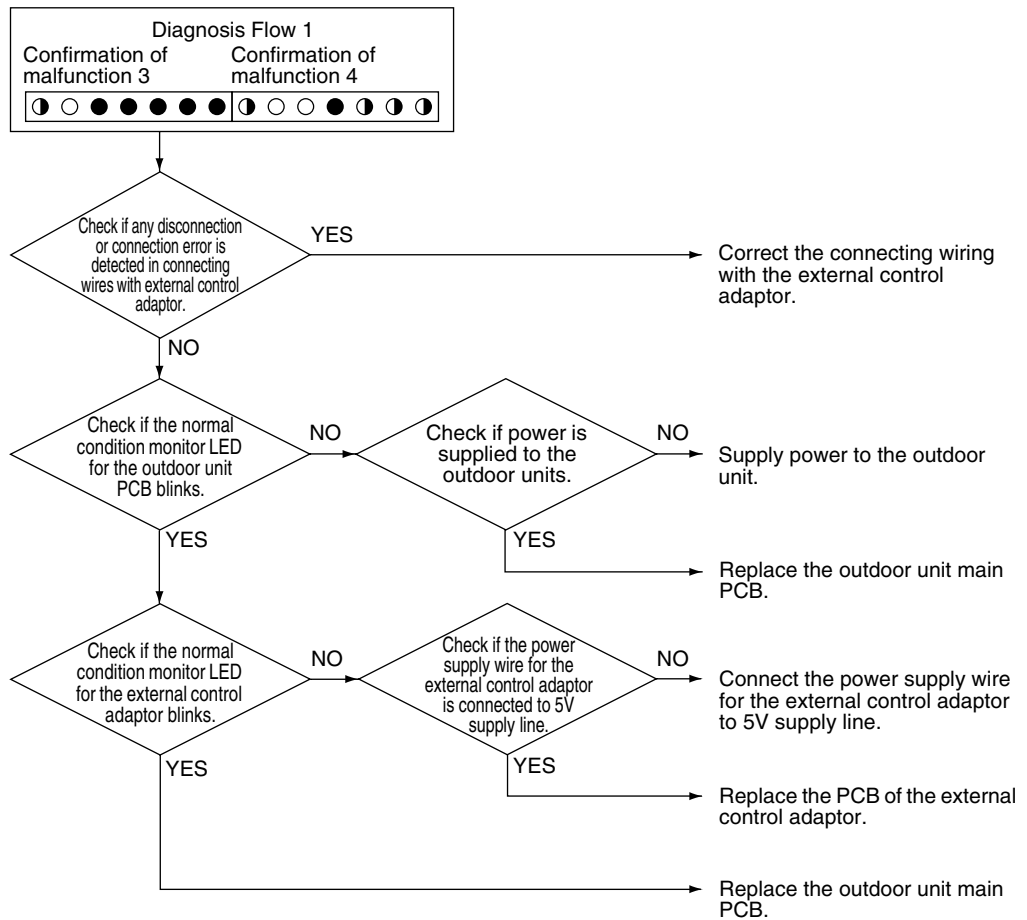 Diagnosis Flow 1
Confirmation of
malfunction 3
Confirmation of
malfunction 4
Check if any disconnection
or connection error is
detected in connecting
wires with external control
adaptor.
YES
Correct the connecting wiring
with the external control
adaptor.
NO
Check if the normal
condition monitor LED
for the outdoor unit
PCB blinks.
NO
Check if power is
supplied to the
outdoor units.
NO
Supply power to the outdoor
unit.
YES
YES
Replace the outdoor unit main
PCB.
Check if the normal
condition monitor LED
for the external control
adaptor blinks.
NO
Check if the power
supply wire for the
external control adaptor
is connected to 5V
supply line.
NO
Connect the power supply wire
for the external control adaptor
to 5V supply line.
YES
YES
Replace the PCB of the external
control adaptor.
Replace the outdoor unit main
PCB.